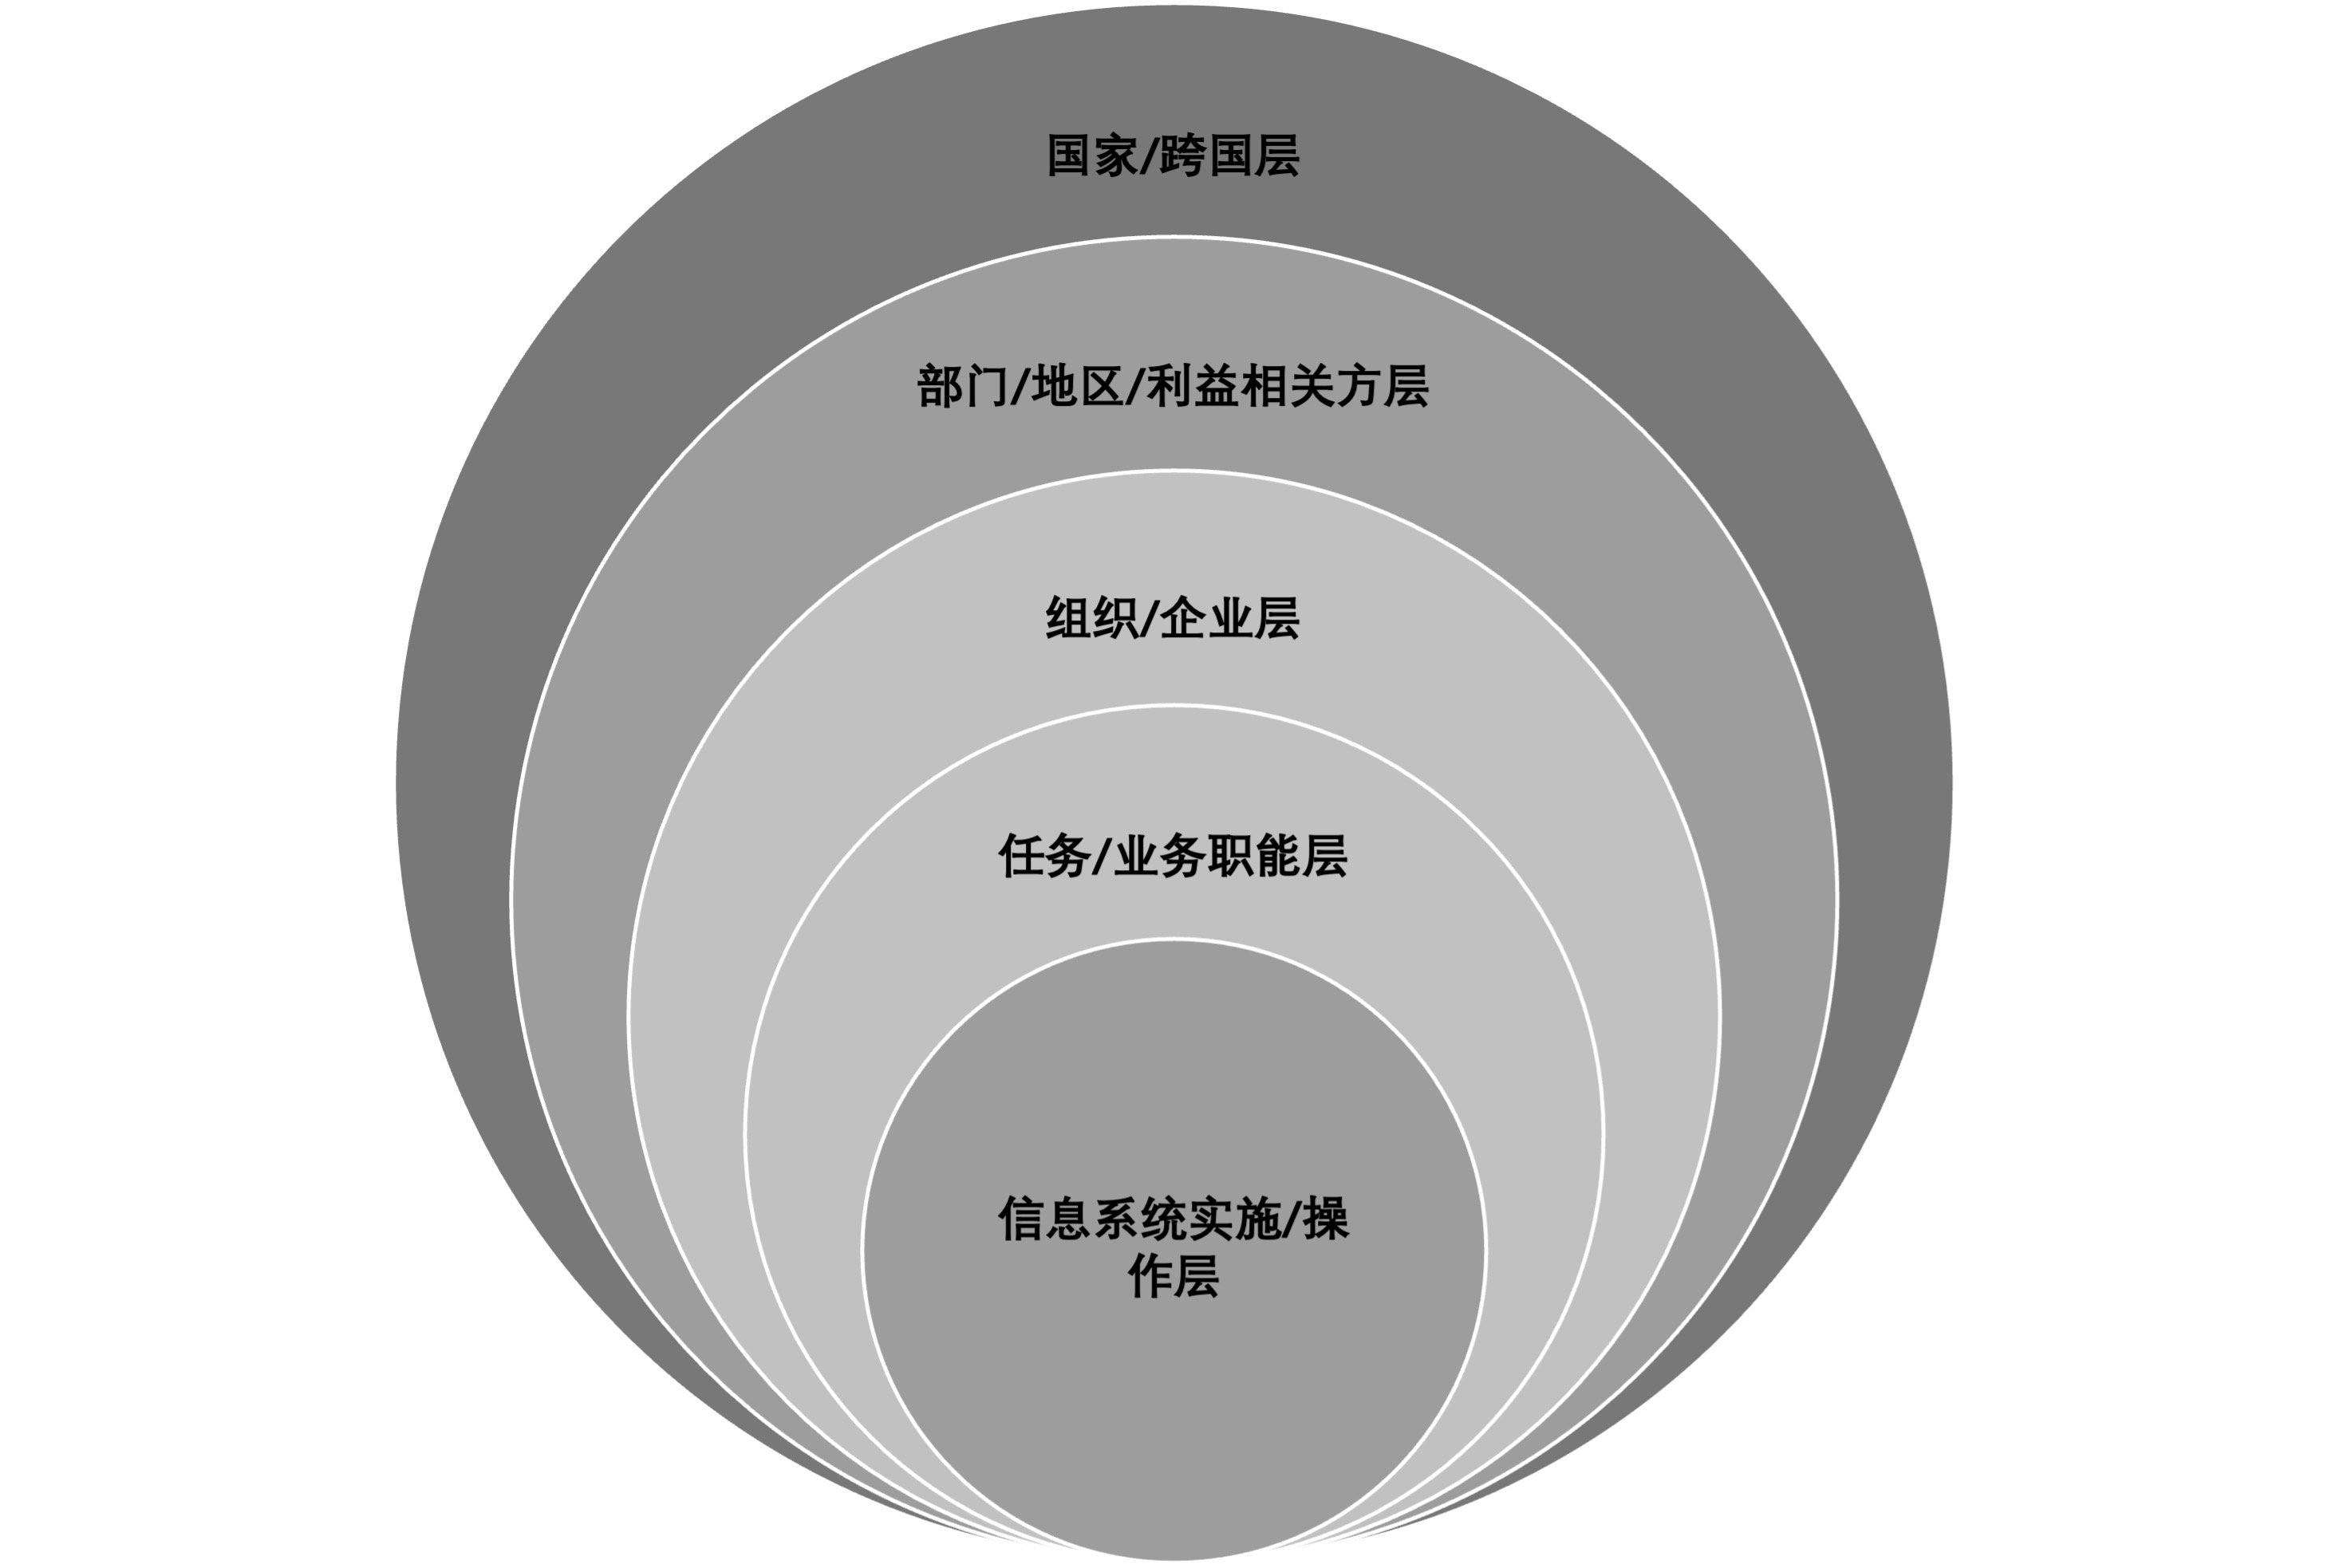 国家/跨国层
部门/地区/利益相关方层
组织/企业层
任务/业务职能层
信息系统实施/操
作层